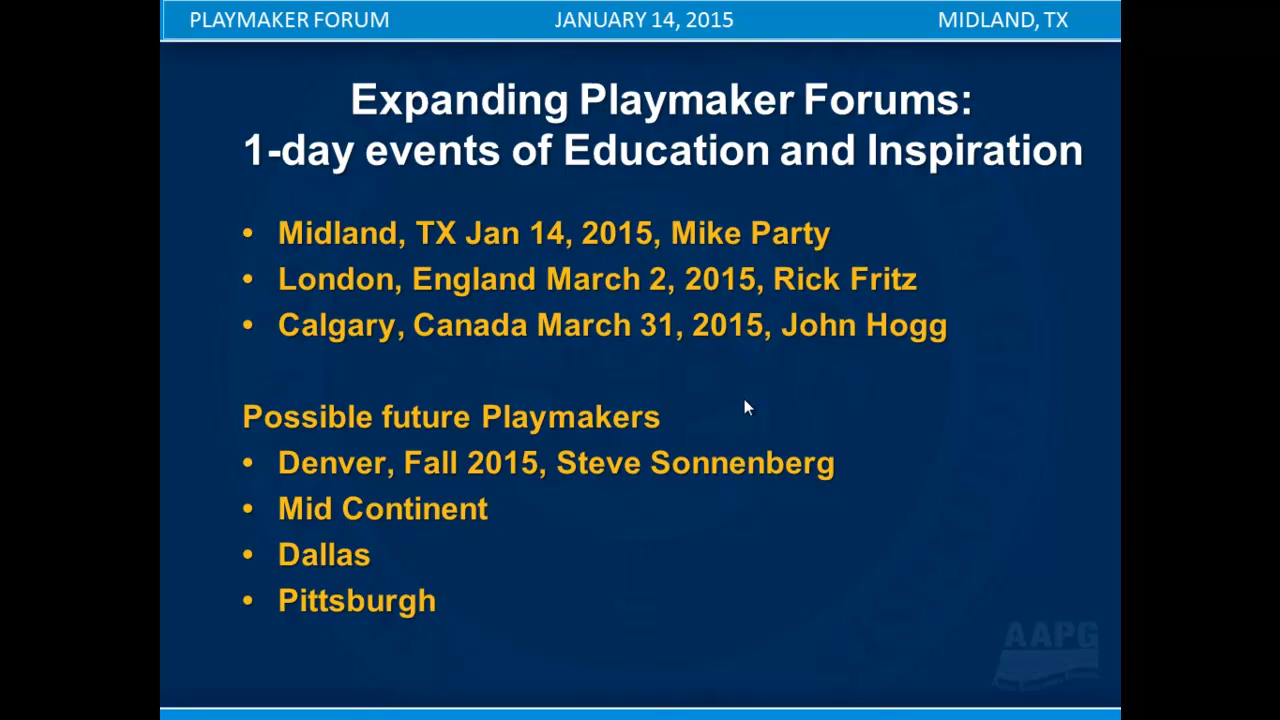 PLAYMAKER FORUM JANUARY 14, 2015 MIDLAND, TX
Expanding Playmaker Forums:
1-day events of Education and Inspiration
• Midland, TX Jan 14, 2015, Mike Party
• London, England March 2, 2015, Rick Fritz
• Calgary, Canada March 31, 2015, John Hogg
Possible future Playmakers
• Denver, Fall 2015, Steve Sonnenberg
• Mid Continent
• Dallas
• Pittsburgh
AAPG